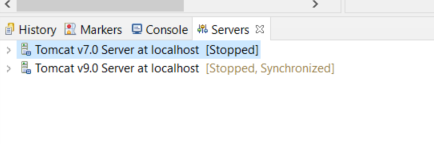 History Markers Console Servers
Tomcat v7.0 Server at localhost [Stopped]
Tomcat v9.0 Server at localhost [Stopped, Synchronized]